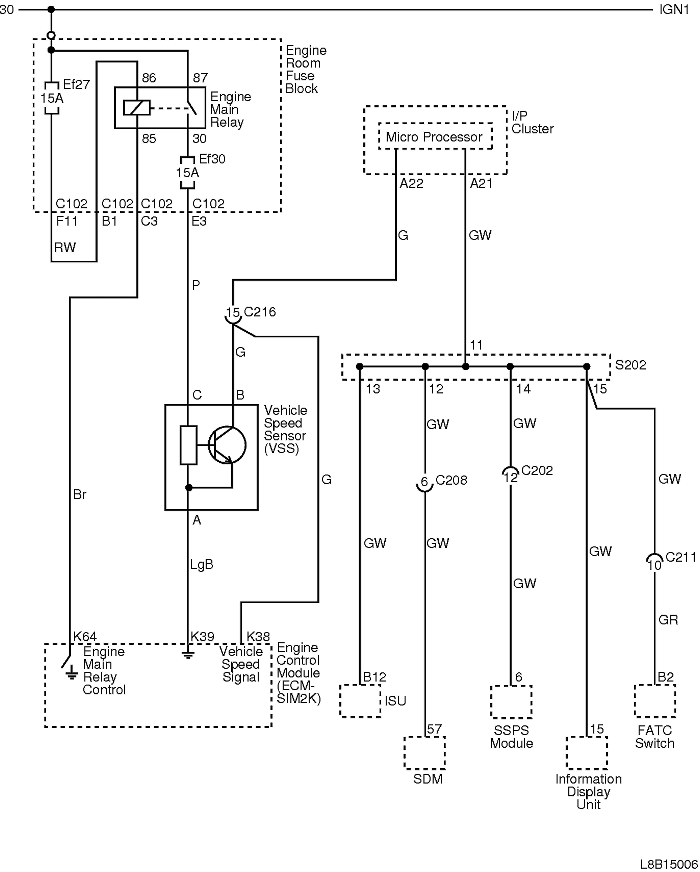 30
IGN1
Engine
Room
Fuse
Block
Ef27
15A
86
87
Engine
Main
Relay
85
30
Ef30
15A
C102
C102
C102
C102
F11
B1
C3
E3
RW
I/P
Cluster
Micro Processor
A22
A21
G
GW
P
15
C216
G
11
S202
13
12
14
15
C
B
Vehicle
Speed
Sensor
(VSS)
GW
GW
6
C208
12
C202
GW
Br
G
A
GW
GW
GW
C211
10
LgB
GW
GR
K64
K39
K38
Engine
Main
Relay
Control
Vehicle
Speed
Signal
Engine
Control
Module
(ECM-
SIM2K)
B12
ISU
6
SSPS
Module
B2
FATC
Switch
57
SDM
15
Information
Display
Unit
L8B15006